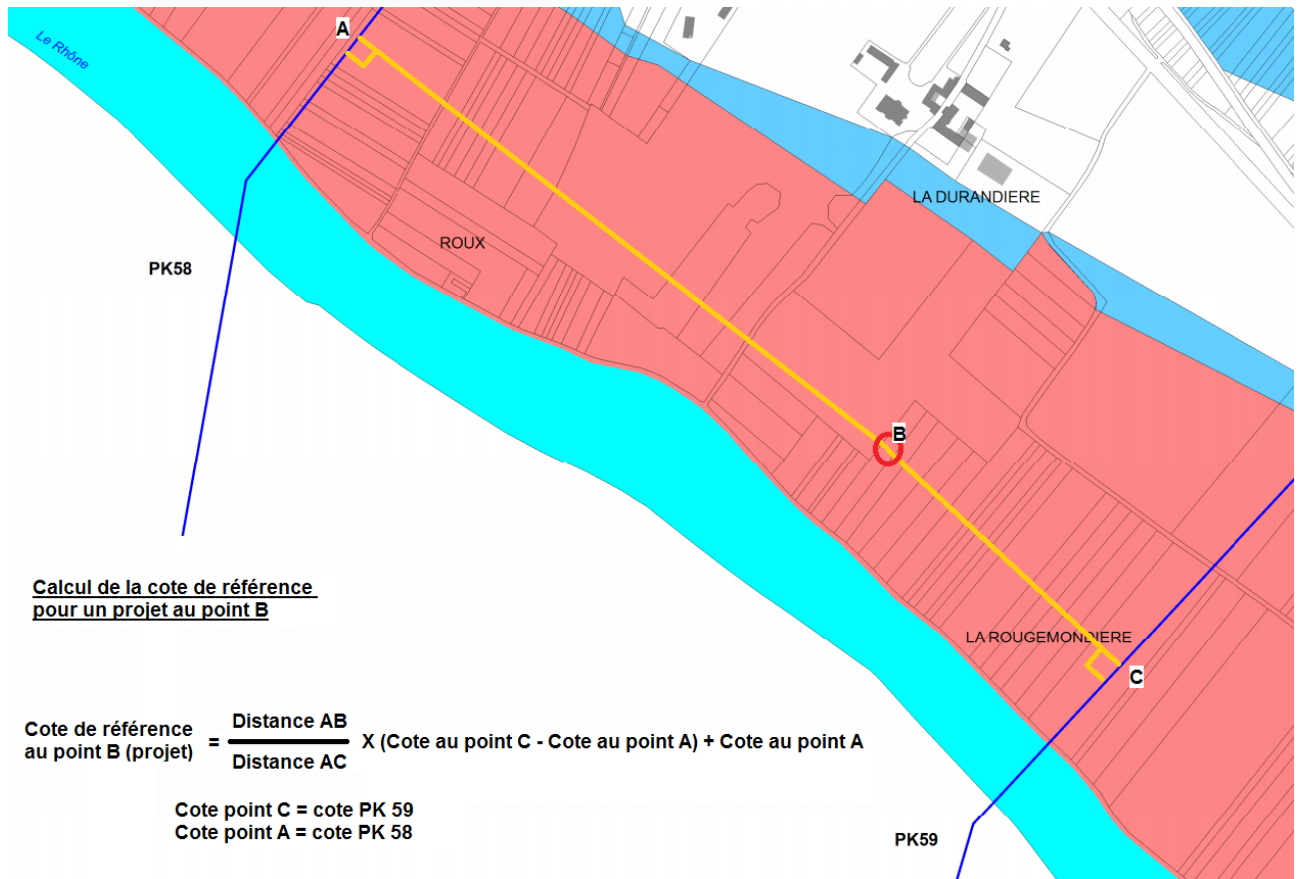 A
Le Rhône
LA DURANDIERE
ROUX
PK58
B
Calcul de la cote de référence
pour un projet au point B
LA ROUGEMONDIERE
C
Cote de référence
au point B (projet)
=
Distance AB
Distance AC
X (Cote au point C - Cote au point A) + Cote au point A
Cote point C = cote PK 59
Cote point A = cote PK 58
PK59